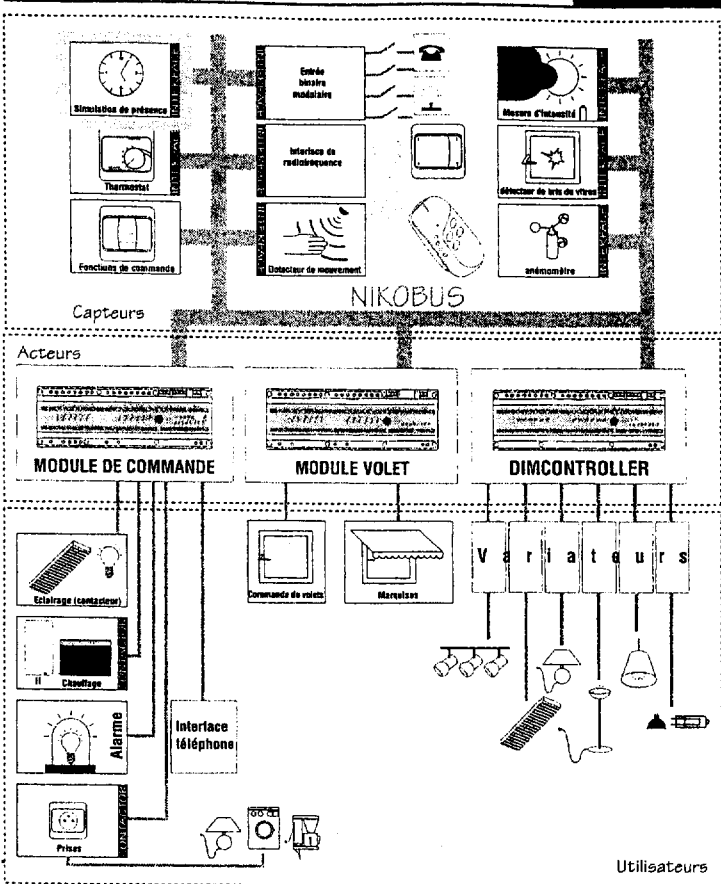 Simulation de présence
Thermostat
Fonctions de commande
Entrée
binaire
modulaire
Interface de
radiofréquence
Détecteur de mouvement
Mesure d'intensité
détecteur de bris de vitres
anémomètre
NIKOBUS
Capteurs
Acteurs
MODULE DE COMMANDE
MODULE VOLET
DIMCONTROLLER
Eclairage (contacteur)
Chauffage
Alarme
Prises
Interface
téléphone
Commande de volets
Marquises
Variateurs
Utilisateurs